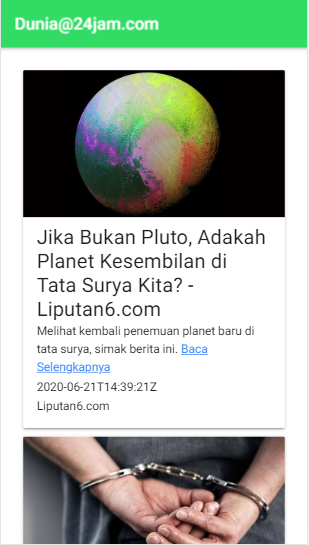 Dunia@24jam.com
Jika Bukan Pluto, Adakah
Planet Kesembilan di
Tata Surya Kita? -
Liputan6.com
Melihat kembali penemuan planet baru di
tata surya, simak berita ini. Baca
Selengkapnya
2020-06-21T14:39:21Z
Liputan6.com